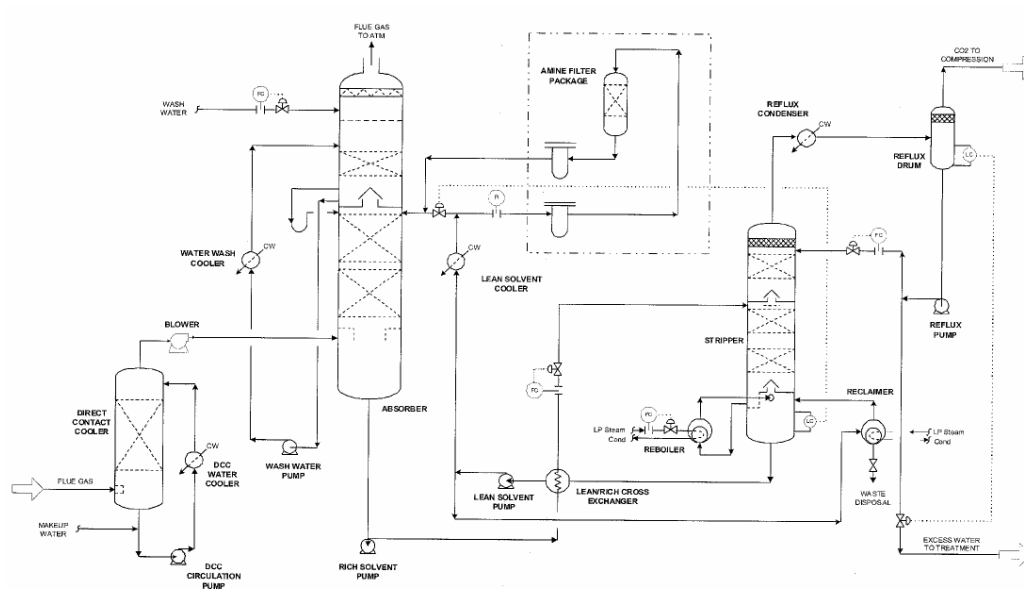 FLUE GAS
TO ATM
CO2 TO
COMPRESSION
AMINE FILTER
PACKAGE
FC
WASH
WATER
REFLUX
CONDENSER
CW
REFLUX
DRUM
LC
FI
FC
CW
WATER WASH
COOLER
CW
LEAN SOLVENT
COOLER
BLOWER
STRIPPER
REFLUX
PUMP
FC
ABSORBER
RECLAIMER
DIRECT
CONTACT
COOLER
FC
LP Steam
Cond
REBOILER
LC
LP Steam
Cond
CW
DCC
WATER
COOLER
WASH WATER
PUMP
FLUE GAS
LEAN SOLVENT
PUMP
LEAN/RICH CROSS
EXCHANGER
WASTE
DISPOSAL
MAKEUP
WATER
DCC
CIRCULATION
PUMP
RICH SOLVENT
PUMP
EXCESS WATER
TO TREATMENT